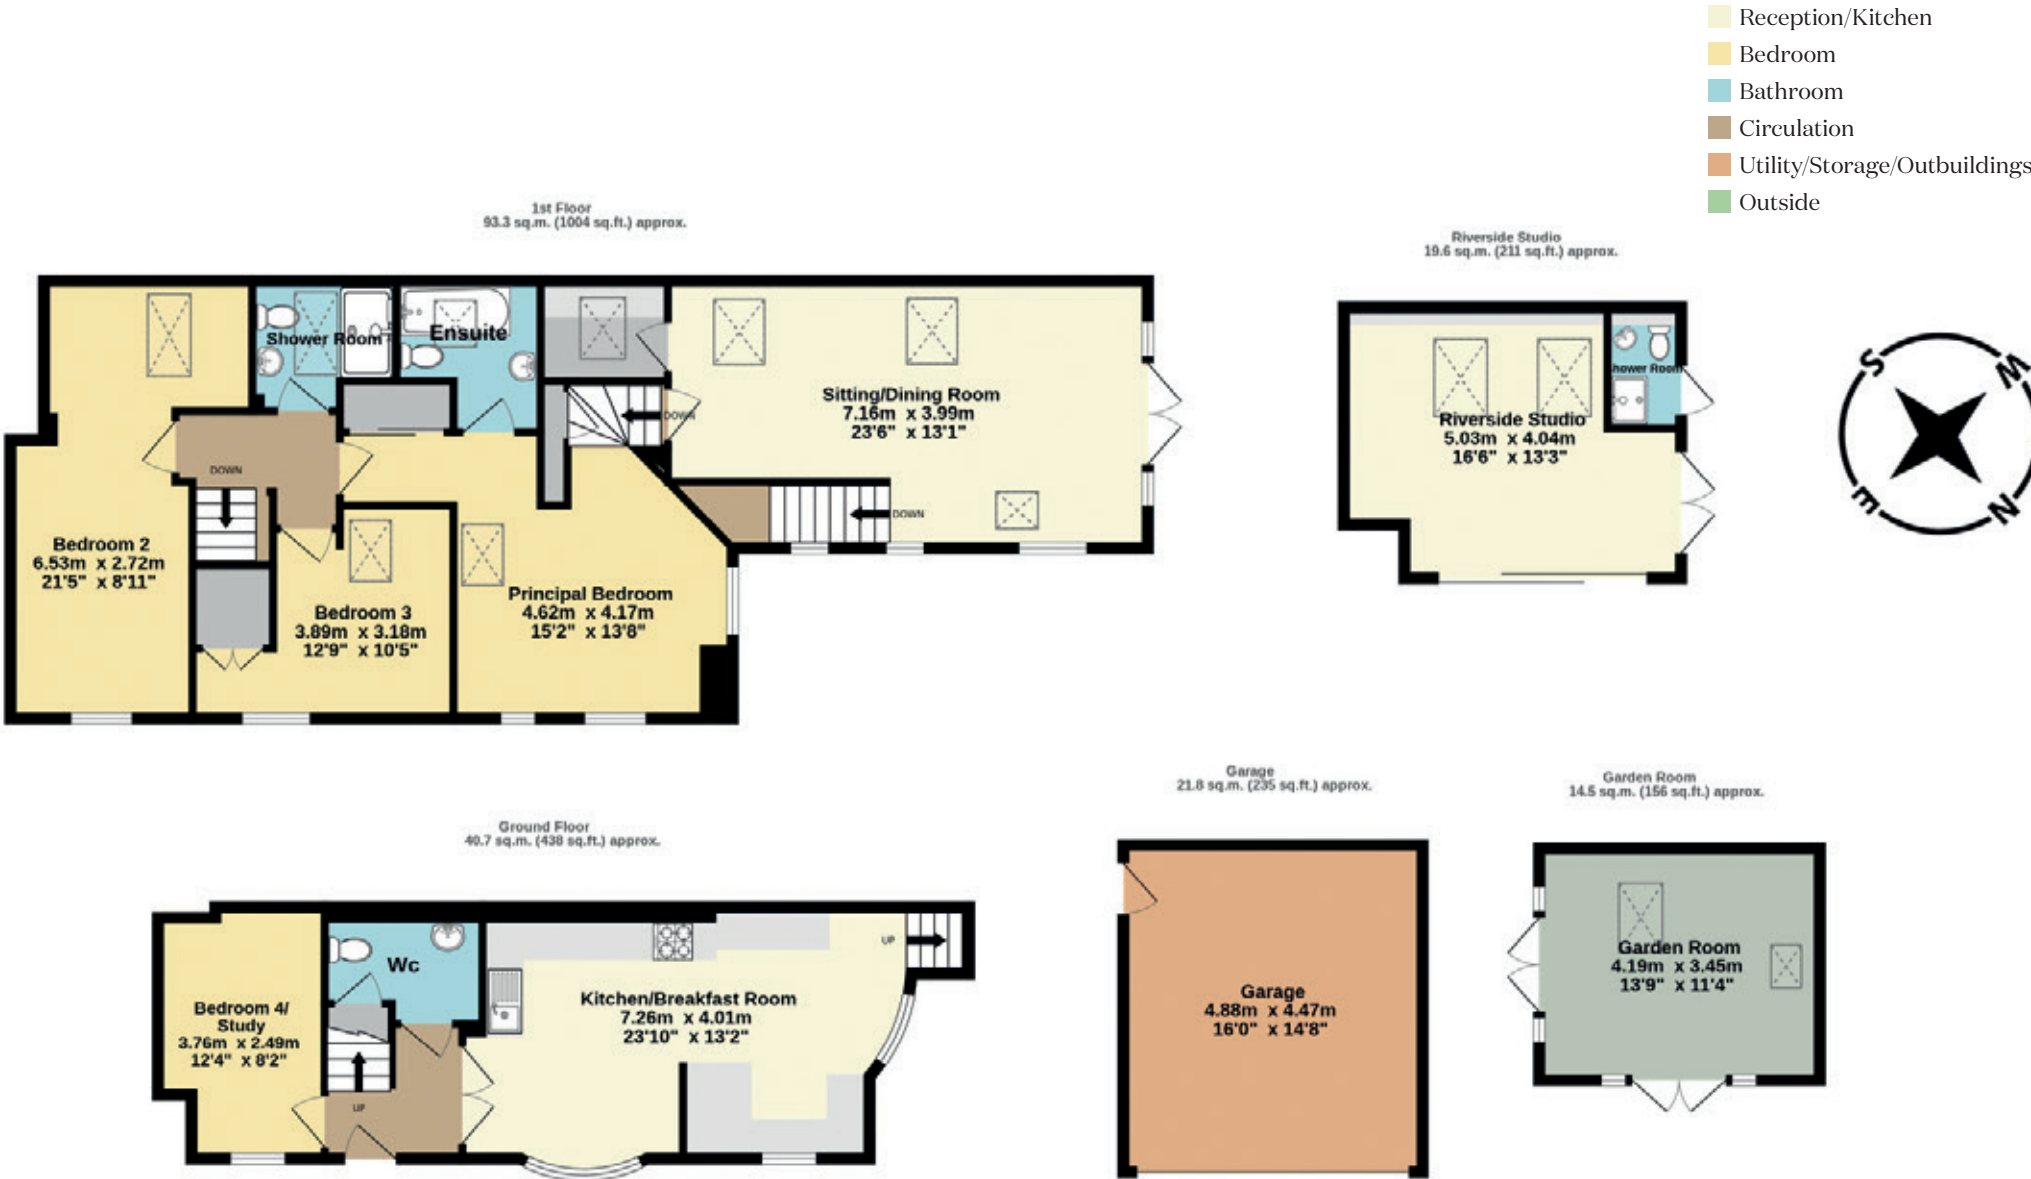 Reception/Kitchen
Bedroom
Bathroom
Circulation
Utility/Storage/Outbuildings
Outside
1st Floor
93.3 sq.m. (1004 sq.ft.) approx.
Shower Room
Ensuite
DOWN
Sitting/Dining Room
7.16m x 3.99m
23'6" x 13'1"
DOWN
DOWN
Bedroom 2
6.53m x 2.72m
21'5" x 8'11"
Bedroom 3
3.89m x 3.18m
12'9" x 10'5"
Principal Bedroom
4.62m x 4.17m
15'2" x 13'8"
Riverside Studio
19.6 sq.m. (211 sq.ft.) approx.
hower Room
Riverside Studio
5.03m x 4.04m
16'6" x 13'3"
S
W
E
N
Ground Floor
40.7 sq.m. (438 sq.ft.) approx.
Wc
UP
Bedroom 4/
Study
3.76m x 2.49m
12'4" x 8'2"
UP
Kitchen/Breakfast Room
7.26m x 4.01m
23'10" x 13'2"
Garage
21.8 sq.m. (235 sq.ft.) approx.
Garage
4.88m x 4.47m
16'0" x 14'8"
Garden Room
14.5 sq.m. (156 sq.ft.) approx.
Garden Room
4.19m x 3.45m
13'9" x 11'4"